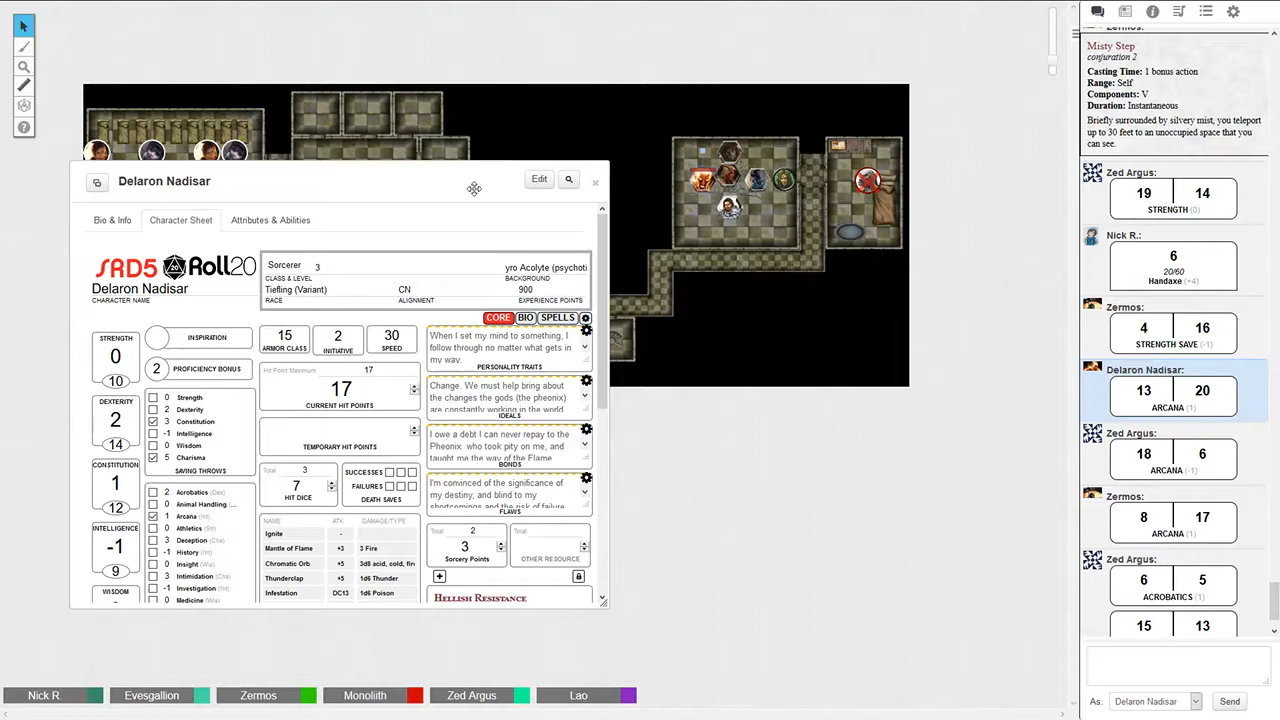 Delaron Nadisar
Edit
Bio & Info
Character Sheet
Attributes & Abilities
SRD5 Roll20
Delaron Nadisar
CHARACTER NAME
Sorcerer 3
yro Acolyte (psychoti
CLASS & LEVEL
BACKGROUND
Tiefling (Variant)
CN
900
RACE
ALIGNMENT
EXPERIENCE POINTS
CORE BIO SPELLS
STRENGTH
0
10
DEXTERITY
2
14
CONSTITUTION
1
12
INTELLIGENCE
-1
9
WISDOM
INSPIRATION
2 PROFICIENCY BONUS
0 Strength
2 Dexterity
3 Constitution
-1 Intelligence
0 Wisdom
5 Charisma
SAVING THROWS
2 Acrobatics (Dex)
0 Animal Handling (...
1 Arcana (Int)
0 Athletics (Str)
3 Deception (Cha)
-1 History (Int)
0 Insight (Wis)
3 Intimidation (Cha)
-1 Investigation (Int)
0 Medicine (Wis)
15
ARMOR CLASS
2
INITIATIVE
30
SPEED
Hit Point Maximum 17
17
CURRENT HIT POINTS
TEMPORARY HIT POINTS
Total 3
7
HIT DICE
SUCCESSES
FAILURES
DEATH SAVES
NAME ATK DAMAGE/TYPE
Ignite -
Mantle of Flame +3 3 Fire
Chromatic Orb +5 3d8 acid, cold, fir
Thunderclap +5 1d6 Thunder
Infestation DC13 1d6 Poison
When I set my mind to something, I
follow through no matter what gets in
my way.
PERSONALITY TRAITS
Change. We must help bring about
the changes the gods (the pheonix)
are constantly working in the world
IDEALS
I owe a debt I can never repay to the
Pheonix who took pity on me, and
taught me the way of the Flame
BONDS
I'm convinced of the significance of
my destiny, and blind to my
shortcomings and the risk of failure
FLAWS
Total 2
3
Sorcery Points
Total
OTHER RESOURCE
HELLISH RESISTANCE
Nick R.
Evesgallion
Zermos
Monoliith
Zed Argus
Lao
Zermos:
Misty Step
conjuration 2
Casting Time: 1 bonus action
Range: Self
Components: V
Duration: Instantaneous
Briefly surrounded by silvery mist, you teleport
up to 30 feet to an unoccupied space that you
can see.
Zed Argus:
19 14
STRENGTH (0)
Nick R.:
6
20/60
Handaxe (+4)
Zermos:
4 16
STRENGTH SAVE (-1)
Delaron Nadisar:
13 20
ARCANA (1)
Zed Argus:
18 6
ARCANA (-1)
Zermos:
8 17
ARCANA (1)
Zed Argus:
6 5
ACROBATICS (1)
15 13
As: Delaron Nadisar
Send